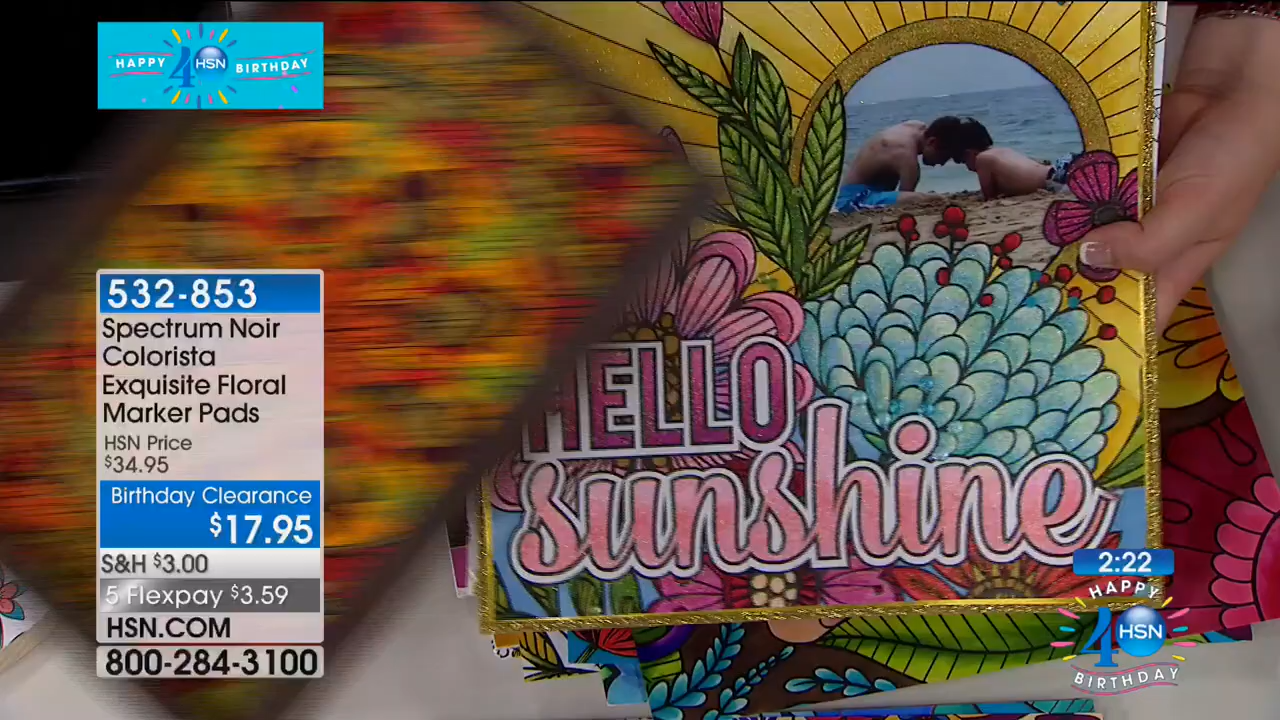 HAPPY 40 HSN BIRTHDAY
532-853
Spectrum Noir
Colorista
Exquisite Floral
Marker Pads
HSN Price
$34.95
Birthday Clearance
$17.95
S&H $3.00
5 Flexpay $3.59
HSN.COM
800-284-3100
HELLO
sunshine
2:22
HAPPY
40 HSN
BIRTHDAY